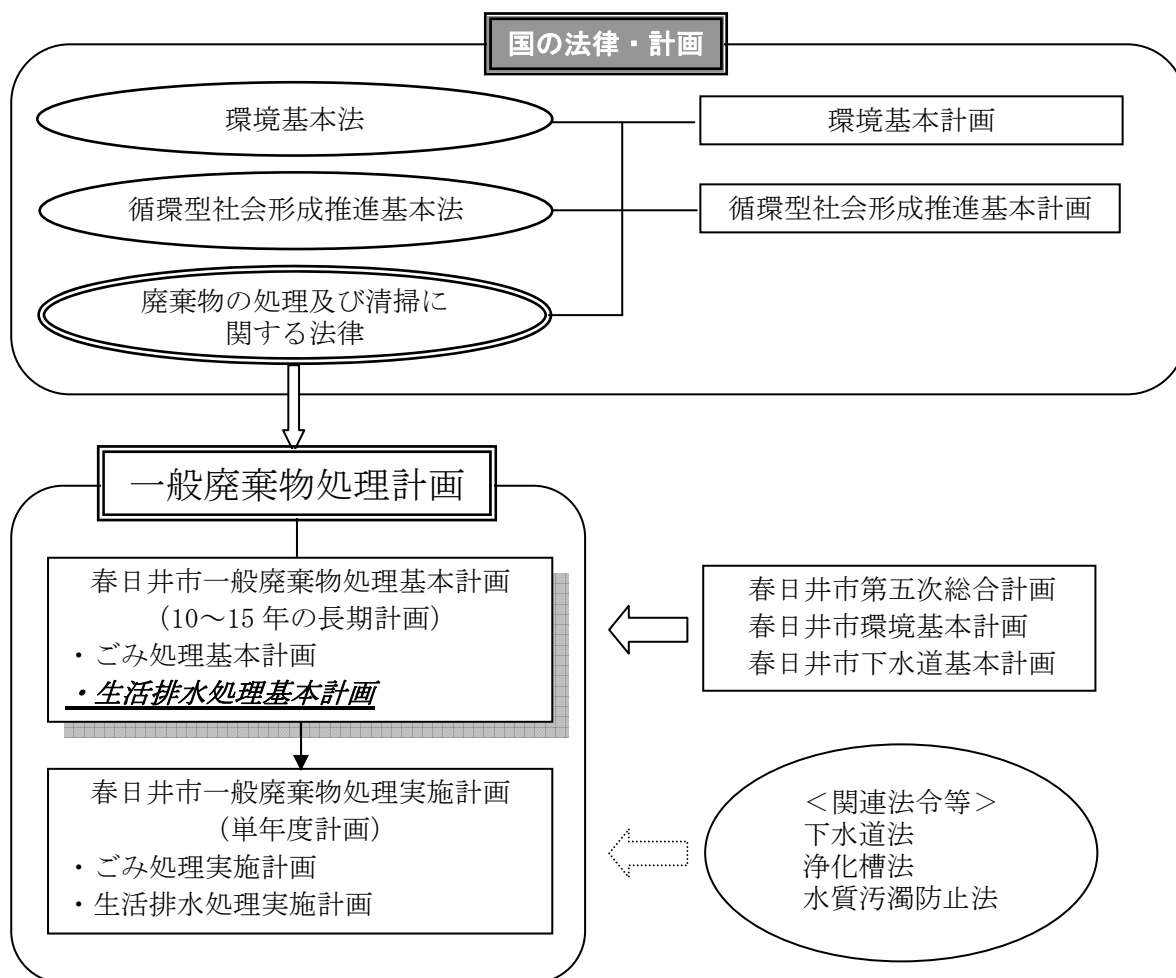 国の法律・計画
環境基本法
環境基本計画
循環型社会形成推進基本法
循環型社会形成推進基本計画
廃棄物の処理及び清掃に
関する法律
一般廃棄物処理計画
春日井市一般廃棄物処理基本計画
（10～15 年の長期計画）
・ごみ処理基本計画
・生活排水処理基本計画
春日井市第五次総合計画
春日井市環境基本計画
春日井市下水道基本計画
春日井市一般廃棄物処理実施計画
（単年度計画）
・ごみ処理実施計画
・生活排水処理実施計画
＜関連法令等＞
下水道法
浄化槽法
水質汚濁防止法